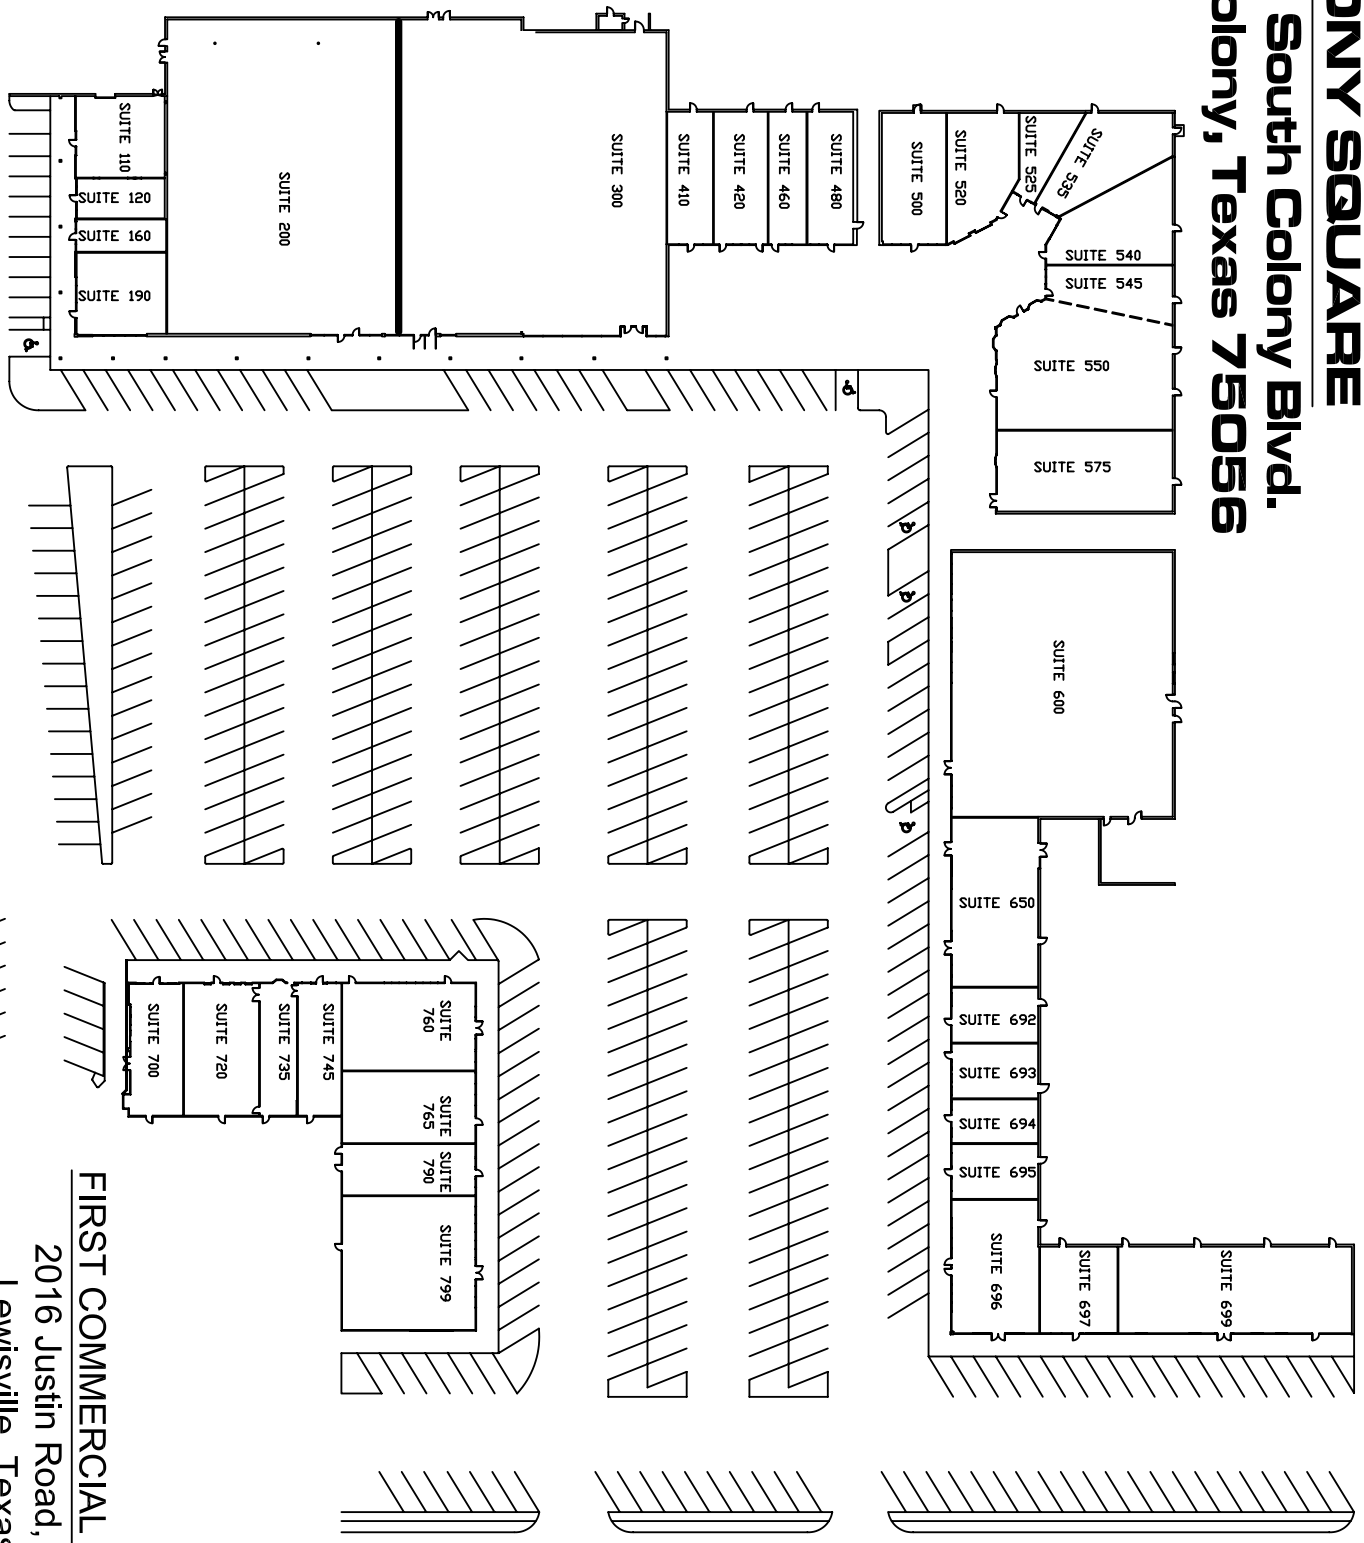 ONY SQUARE
South Colony Blvd.
olony, Texas 75056
SUITE 110
SUITE 120
SUITE 160
SUITE 190
SUITE 200
SUITE 300
SUITE 410
SUITE 420
SUITE 460
SUITE 480
SUITE 500
SUITE 520
SUITE 525
SUITE 535
SUITE 540
SUITE 545
SUITE 550
SUITE 575
SUITE 600
SUITE 650
SUITE 692
SUITE 693
SUITE 694
SUITE 695
SUITE 696
SUITE 697
SUITE 699
SUITE 700
SUITE 720
SUITE 735
SUITE 745
SUITE
760
SUITE
765
SUITE
790
SUITE 799
FIRST COMMERCIAL
2016 Justin Road,
Lewisville, Texas